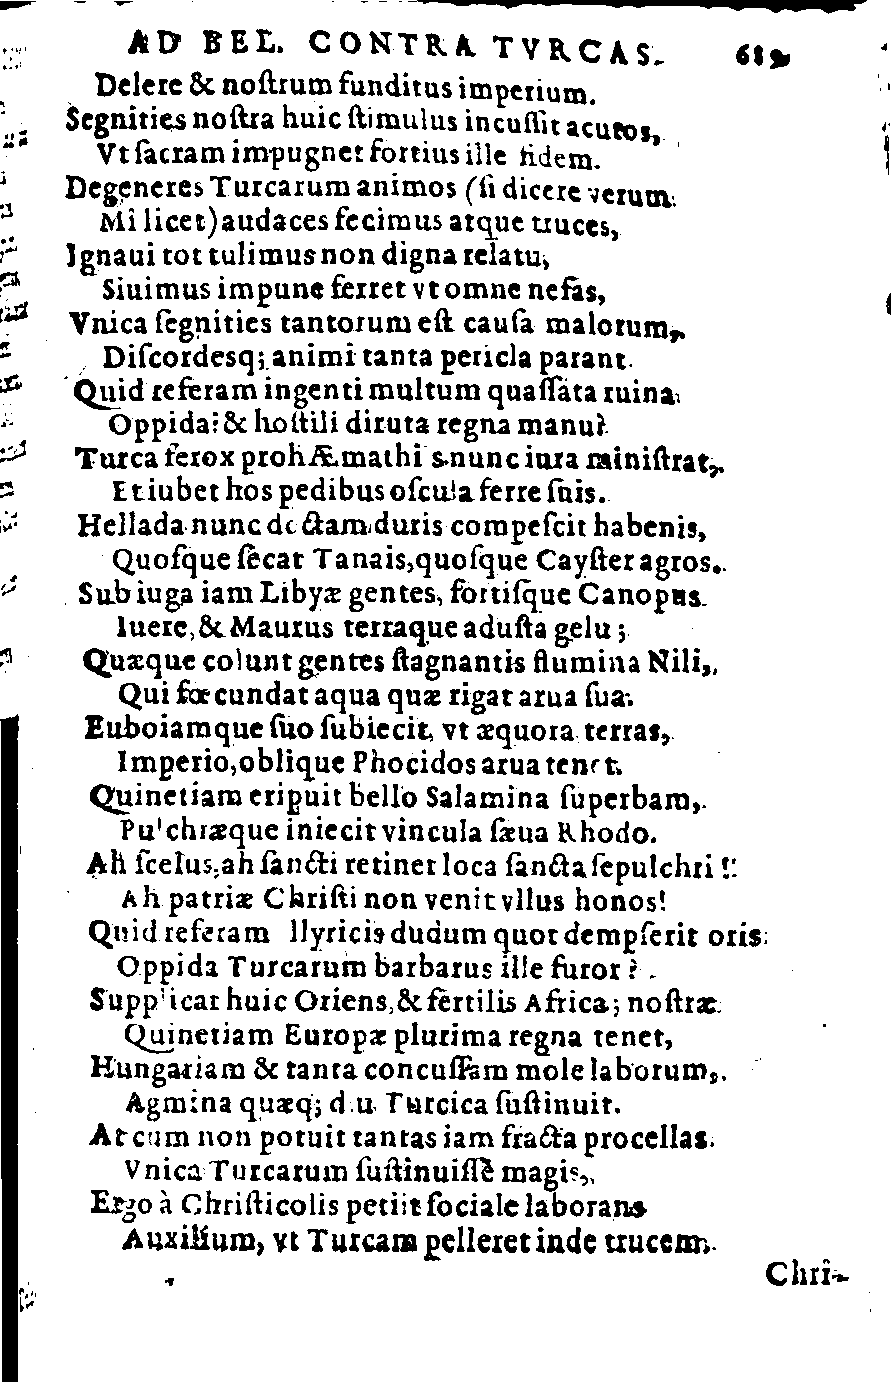 AD BEL. CONTRA TVRCAS. 689
Delere & noſtrum funditus imperium.
Segnities noſtra huic ſtimulus incuſſit acutos,
Vt ſacram impugnet fortius ille fidem.
Degeneres Turcarum animos (ſi dicere verum
Mî licet) audaces fecimus atque truces,
Ignaui tot tulimus non digna relatu,
Siuimus impune ferret vt omne nefas,
Vnica ſegnities tantorum eſt cauſa malorum,
Diſcordesq; animi tanta pericla parant.
Quid referam ingenti multum quaſſata ruina
Oppida? & hoſtili diruta regna manu?
Turca ferox proh Æmathi s nunc iura miniſtrat,
Et iubet hos pedibus oſcula ferre ſuis.
Hellada nunc doctam duris compeſcit habenis,
Quoſque ſecat Tanais, quoſque Cayſter agros.
Sub iuga iam Libyæ gentes, fortiſque Canopus
Iuere, & Maurus terraque aduſta gelu;
Quæque colunt gentes ſtagnantis flumina Nili,
Qui fœcundat aqua quæ rigat arua ſua.
Euboiamque ſuo ſubiecit, vt æquora terras,
Imperio, oblique Phocidos arua tenet.
Quinetiam eripuit bello Salamina ſuperbam,
Pulchræque iniecit vincula ſæua Rhodo.
Ah ſcelus, ah ſancti retinet loca ſancta ſepulchri!
Ah patriæ Chriſti non venit vllus honos!
Quid referam llyricis dudum quot dempſerit oris
Oppida Turcarum barbarus ille furor?
Supplicat huic Oriens, & fertilis Africa; noſtræ
Quinetiam Europæ plurima regna tenet,
Hungariam & tanta concuſſam mole laborum,
Agmina quæq; diu Turcica ſuſtinuit.
At cum non potuit tantas iam fracta procellas
Vnica Turcarum ſuſtinuiſſe magis,
Ergo à Chriſticolis petiit ſociale laborans
Auxilium, vt Turcam pelleret inde trucem.
Chri-